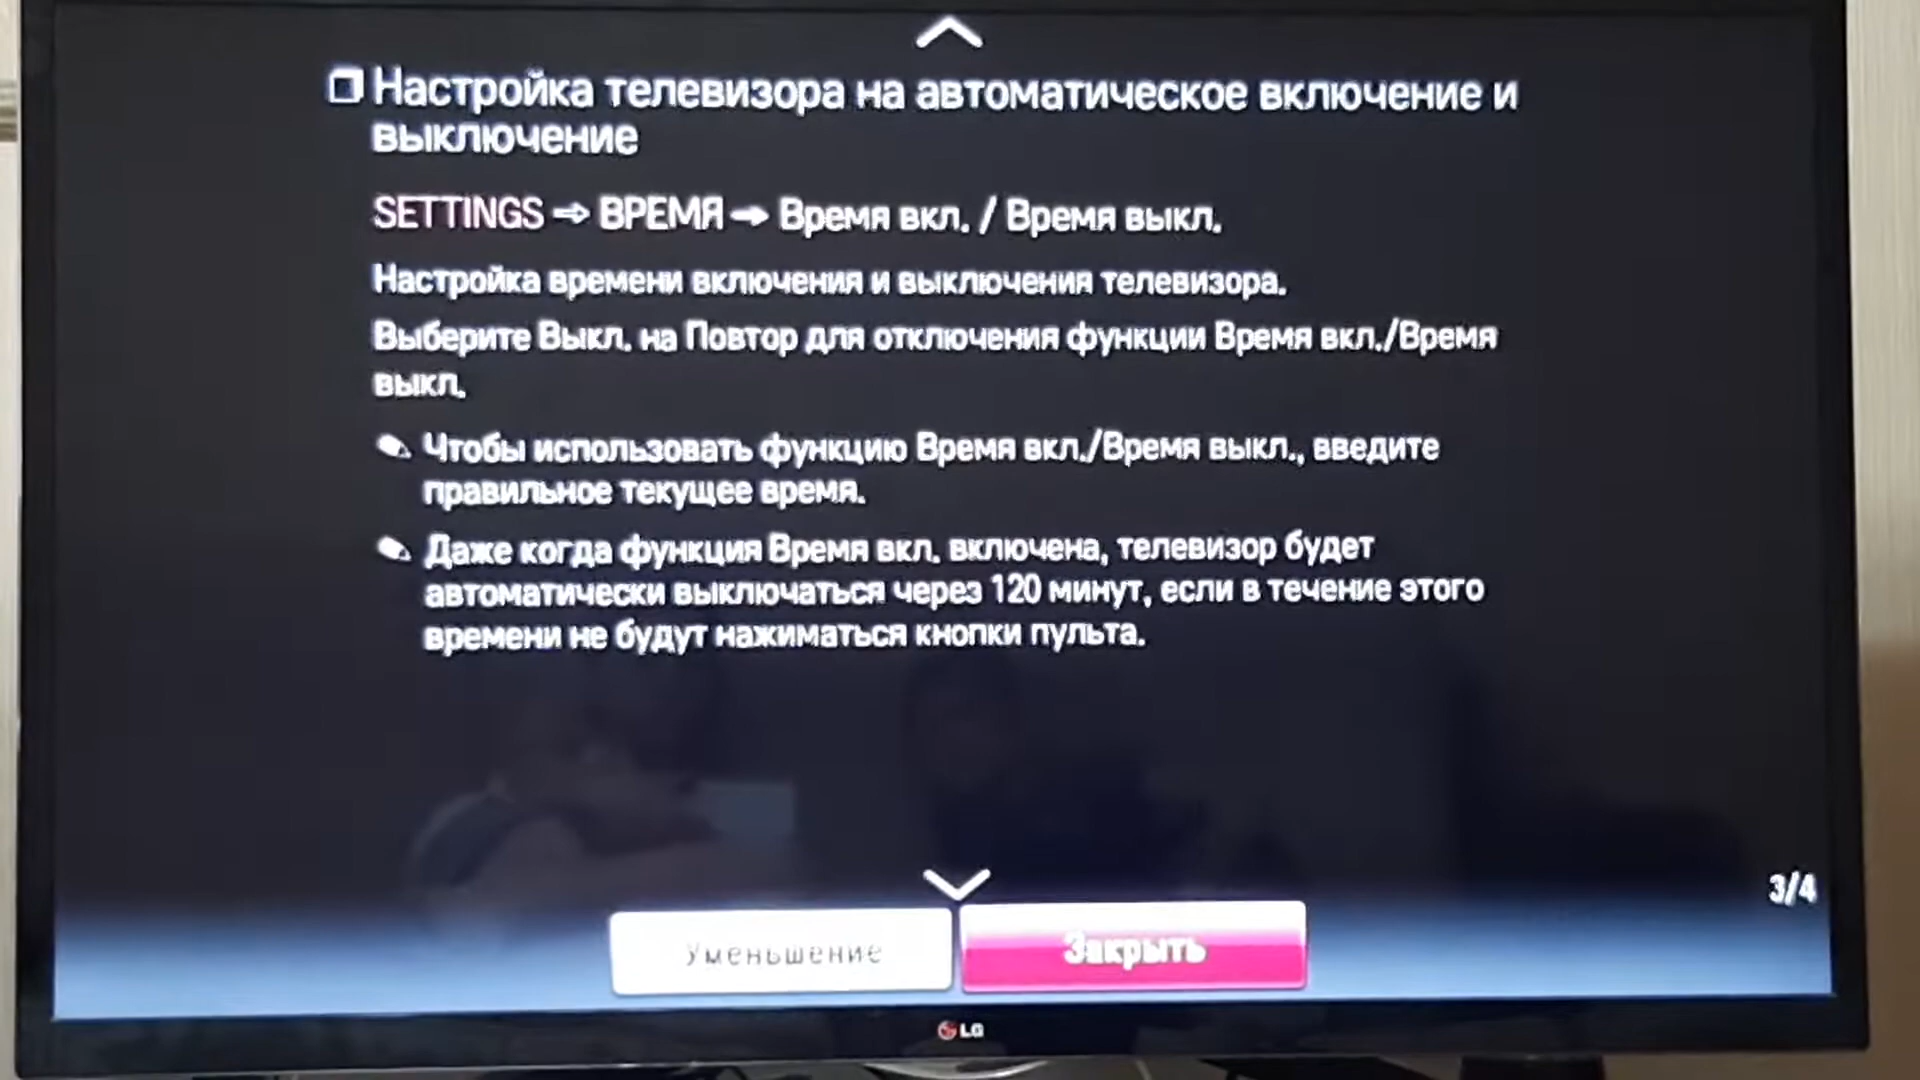 Настройка телевизора на автоматическое включение и
выключение
SETTINGS ⇨ ВРЕМЯ ➞ Время вкл. / Время выкл.
Настройка времени включения и выключения телевизора.
Выберите Выкл. на Повтор для отключения функции Время вкл./Время
выкл.
Чтобы использовать функцию Время вкл./Время выкл., введите
правильное текущее время.
Даже когда функция Время вкл. включена, телевизор будет
автоматически выключаться через 120 минут, если в течение этого
времени не будут нажиматься кнопки пульта.
3/4
Уменьшение
Закрыть
LG